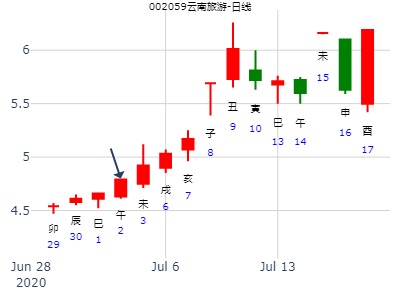 002059云南旅游-日线
6
5.5
5
4.5
卯
29
辰
30
巳
1
午
2
未
3
戌
6
亥
7
子
8
丑
9
寅
10
巳
13
午
14
未
15
申
16
酉
17
Jun 28
2020
Jul 6
Jul 13